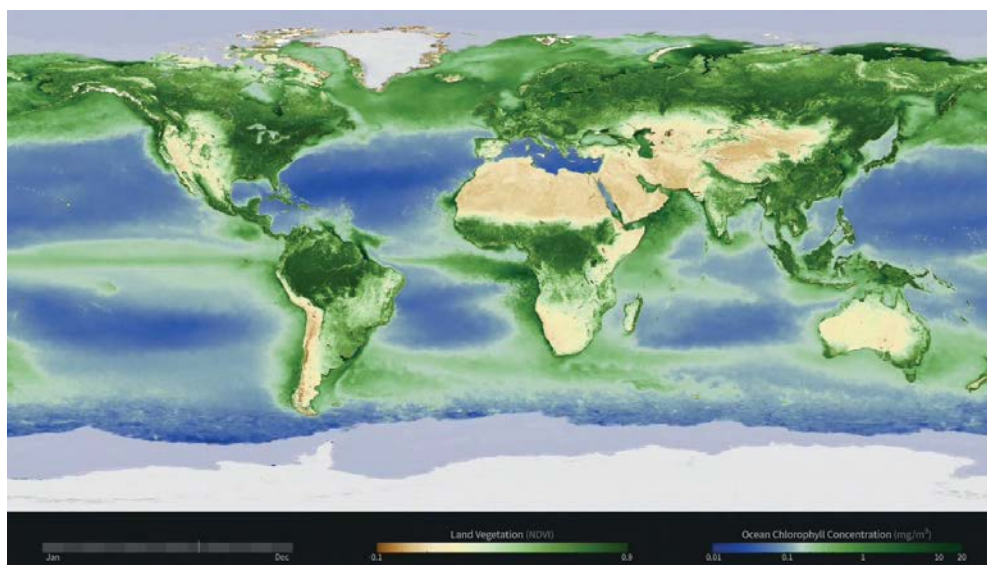 Land Vegetation (NDVI)
Ocean Chlorophyll Concentration (mg/m³)
Jan
Dec
-0.1
0.9
0.01
0.1
1
10
20